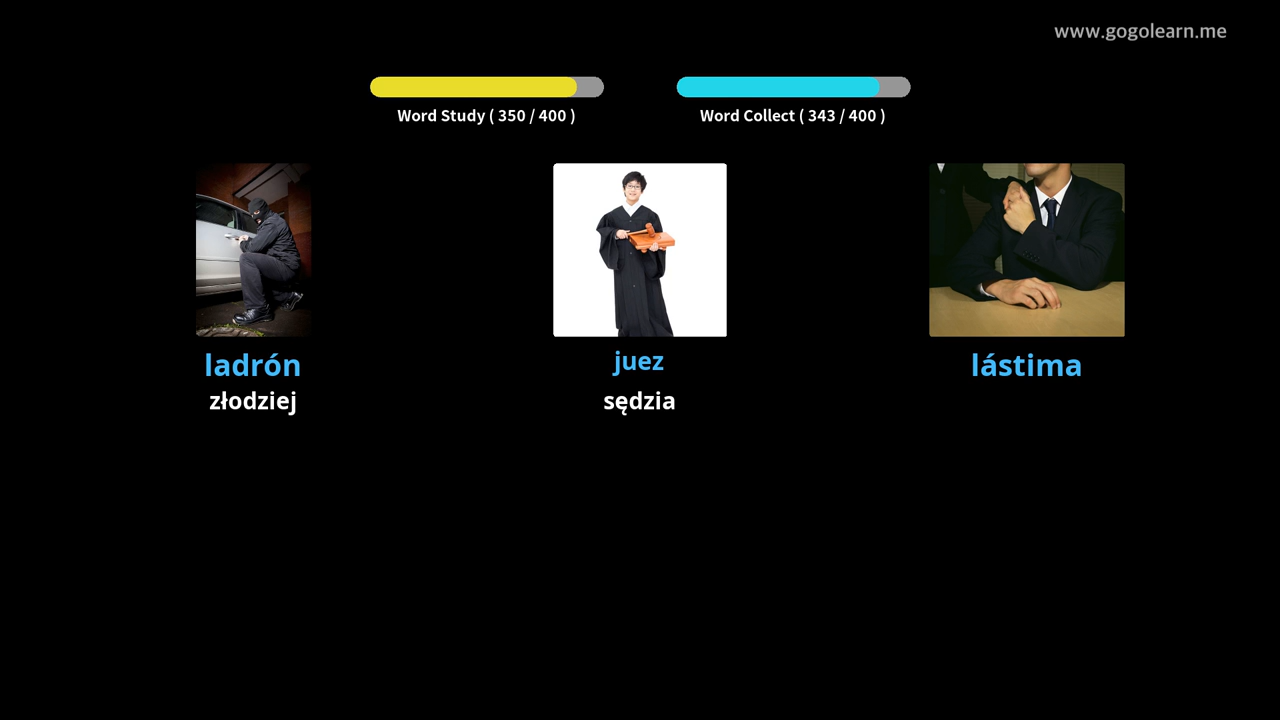 www.gogolearn.me
Word Study ( 350 / 400 )
Word Collect ( 343 / 400 )
ladrón
juez
lástima
złodziej
sędzia